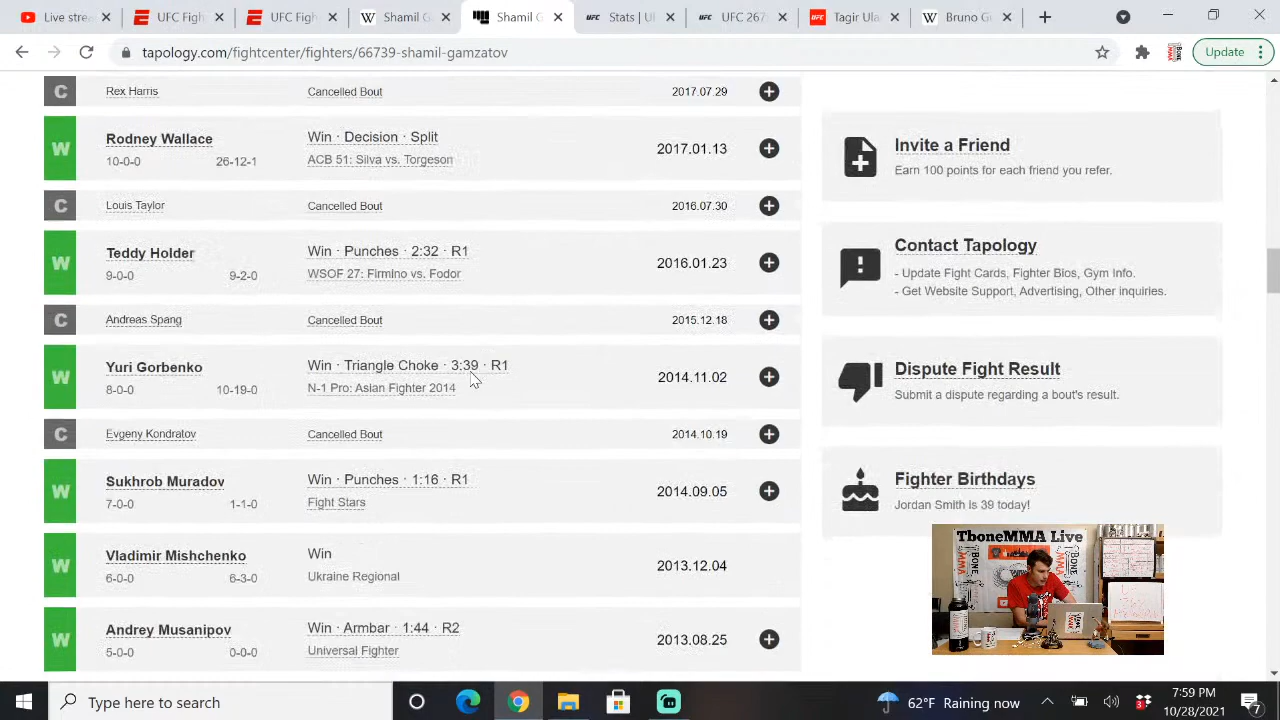 Live strea
UFC Figh
UFC Figh
Shamil
Shamil G
Stats | U
UFC 267
Tagir Ula
Bruno G
tapology.com/fightcenter/fighters/66739-shamil-gamzatov
Update
C Rex Harris Cancelled Bout 2017.07.29
W Rodney Wallace Win · Decision · Split 2017.01.13
10-0-0 26-12-1 ACB 51: Silva vs. Torgeson
C Louis Taylor Cancelled Bout 2016.07.30
W Teddy Holder Win · Punches · 2:32 · R1 2016.01.23
9-0-0 9-2-0 WSOF 27: Firmino vs. Fodor
C Andreas Spang Cancelled Bout 2015.12.18
W Yuri Gorbenko Win · Triangle Choke · 3:39 · R1 2014.11.02
8-0-0 10-19-0 N-1 Pro: Asian Fighter 2014
C Evgeny Kondratov Cancelled Bout 2014.10.19
W Sukhrob Muradov Win · Punches · 1:16 · R1 2014.09.05
7-0-0 1-1-0 Fight Stars
W Vladimir Mishchenko Win 2013.12.04
6-0-0 6-3-0 Ukraine Regional
W Andrey Musanipov Win · Armbar · 1:44 · R2 2013.08.25
5-0-0 0-0-0 Universal Fighter
Invite a Friend
Earn 100 points for each friend you refer.
Contact Tapology
- Update Fight Cards, Fighter Bios, Gym Info.
- Get Website Support, Advertising, Other inquiries.
Dispute Fight Result
Submit a dispute regarding a bout's result.
Fighter Birthdays
Jordan Smith is 39 today!
TboneMMA Live
Type here to search
62°F Raining now
7:59 PM
10/28/2021
7